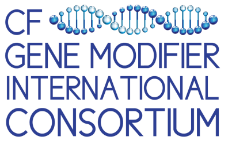 CF
GENE MODIFIER
INTERNATIONAL
CONSORTIUM